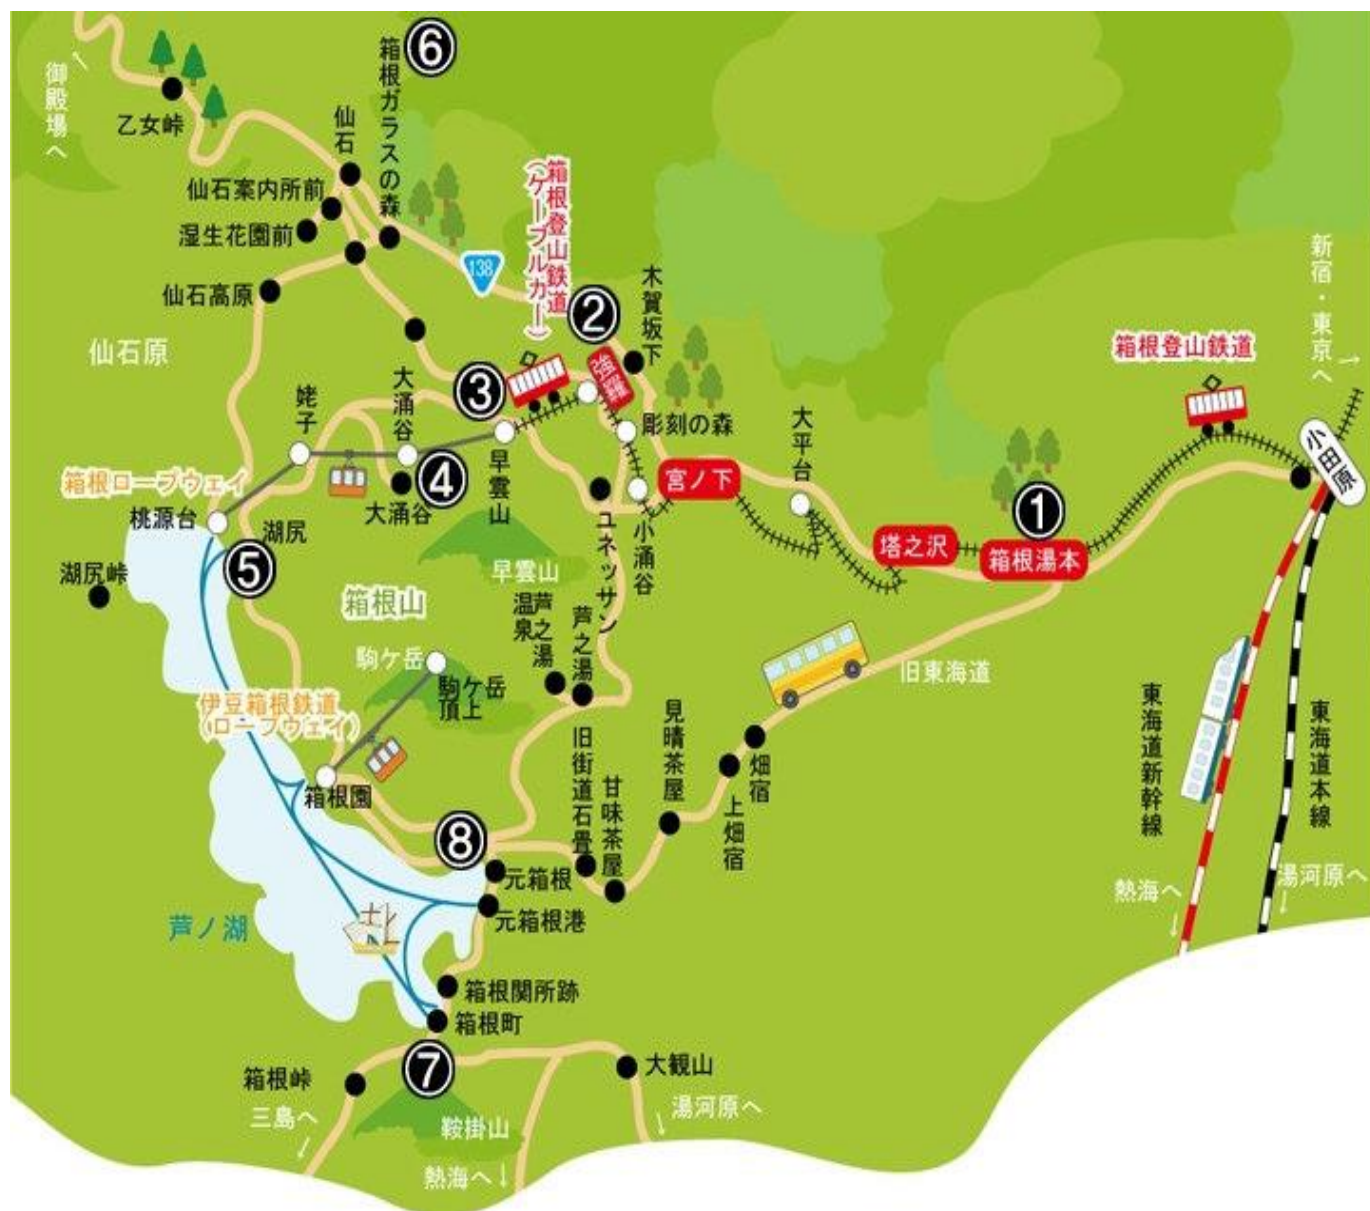 ⑥
箱根ガラスの森
御殿場へ
乙女峠
仙石
仙石案内所前
湿生花園前
仙石高原
仙石原
138
箱根登山鉄道
(ケーブルカー)
②
強羅
木賀坂下
新宿・東京へ
箱根登山鉄道
小田原
姥子
大涌谷
③
早雲山
彫刻の森
大平台
宮ノ下
小涌谷
①
塔之沢
箱根湯本
④
大涌谷
箱根ロープウェイ
桃源台
湖尻
⑤
湖尻峠
ユネッサン
早雲山
箱根山
芦之湯
温泉
芦之湯
駒ケ岳
駒ケ岳
頂上
伊豆箱根鉄道
(ロープウェイ)
箱根園
旧東海道
見晴茶屋
畑宿
上畑宿
旧街道石畳
甘味茶屋
東海道新幹線
東海道本線
熱海へ
湯河原へ
⑧
元箱根
元箱根港
芦ノ湖
箱根関所跡
箱根町
⑦
箱根峠
三島へ
鞍掛山
熱海へ
大観山
湯河原へ